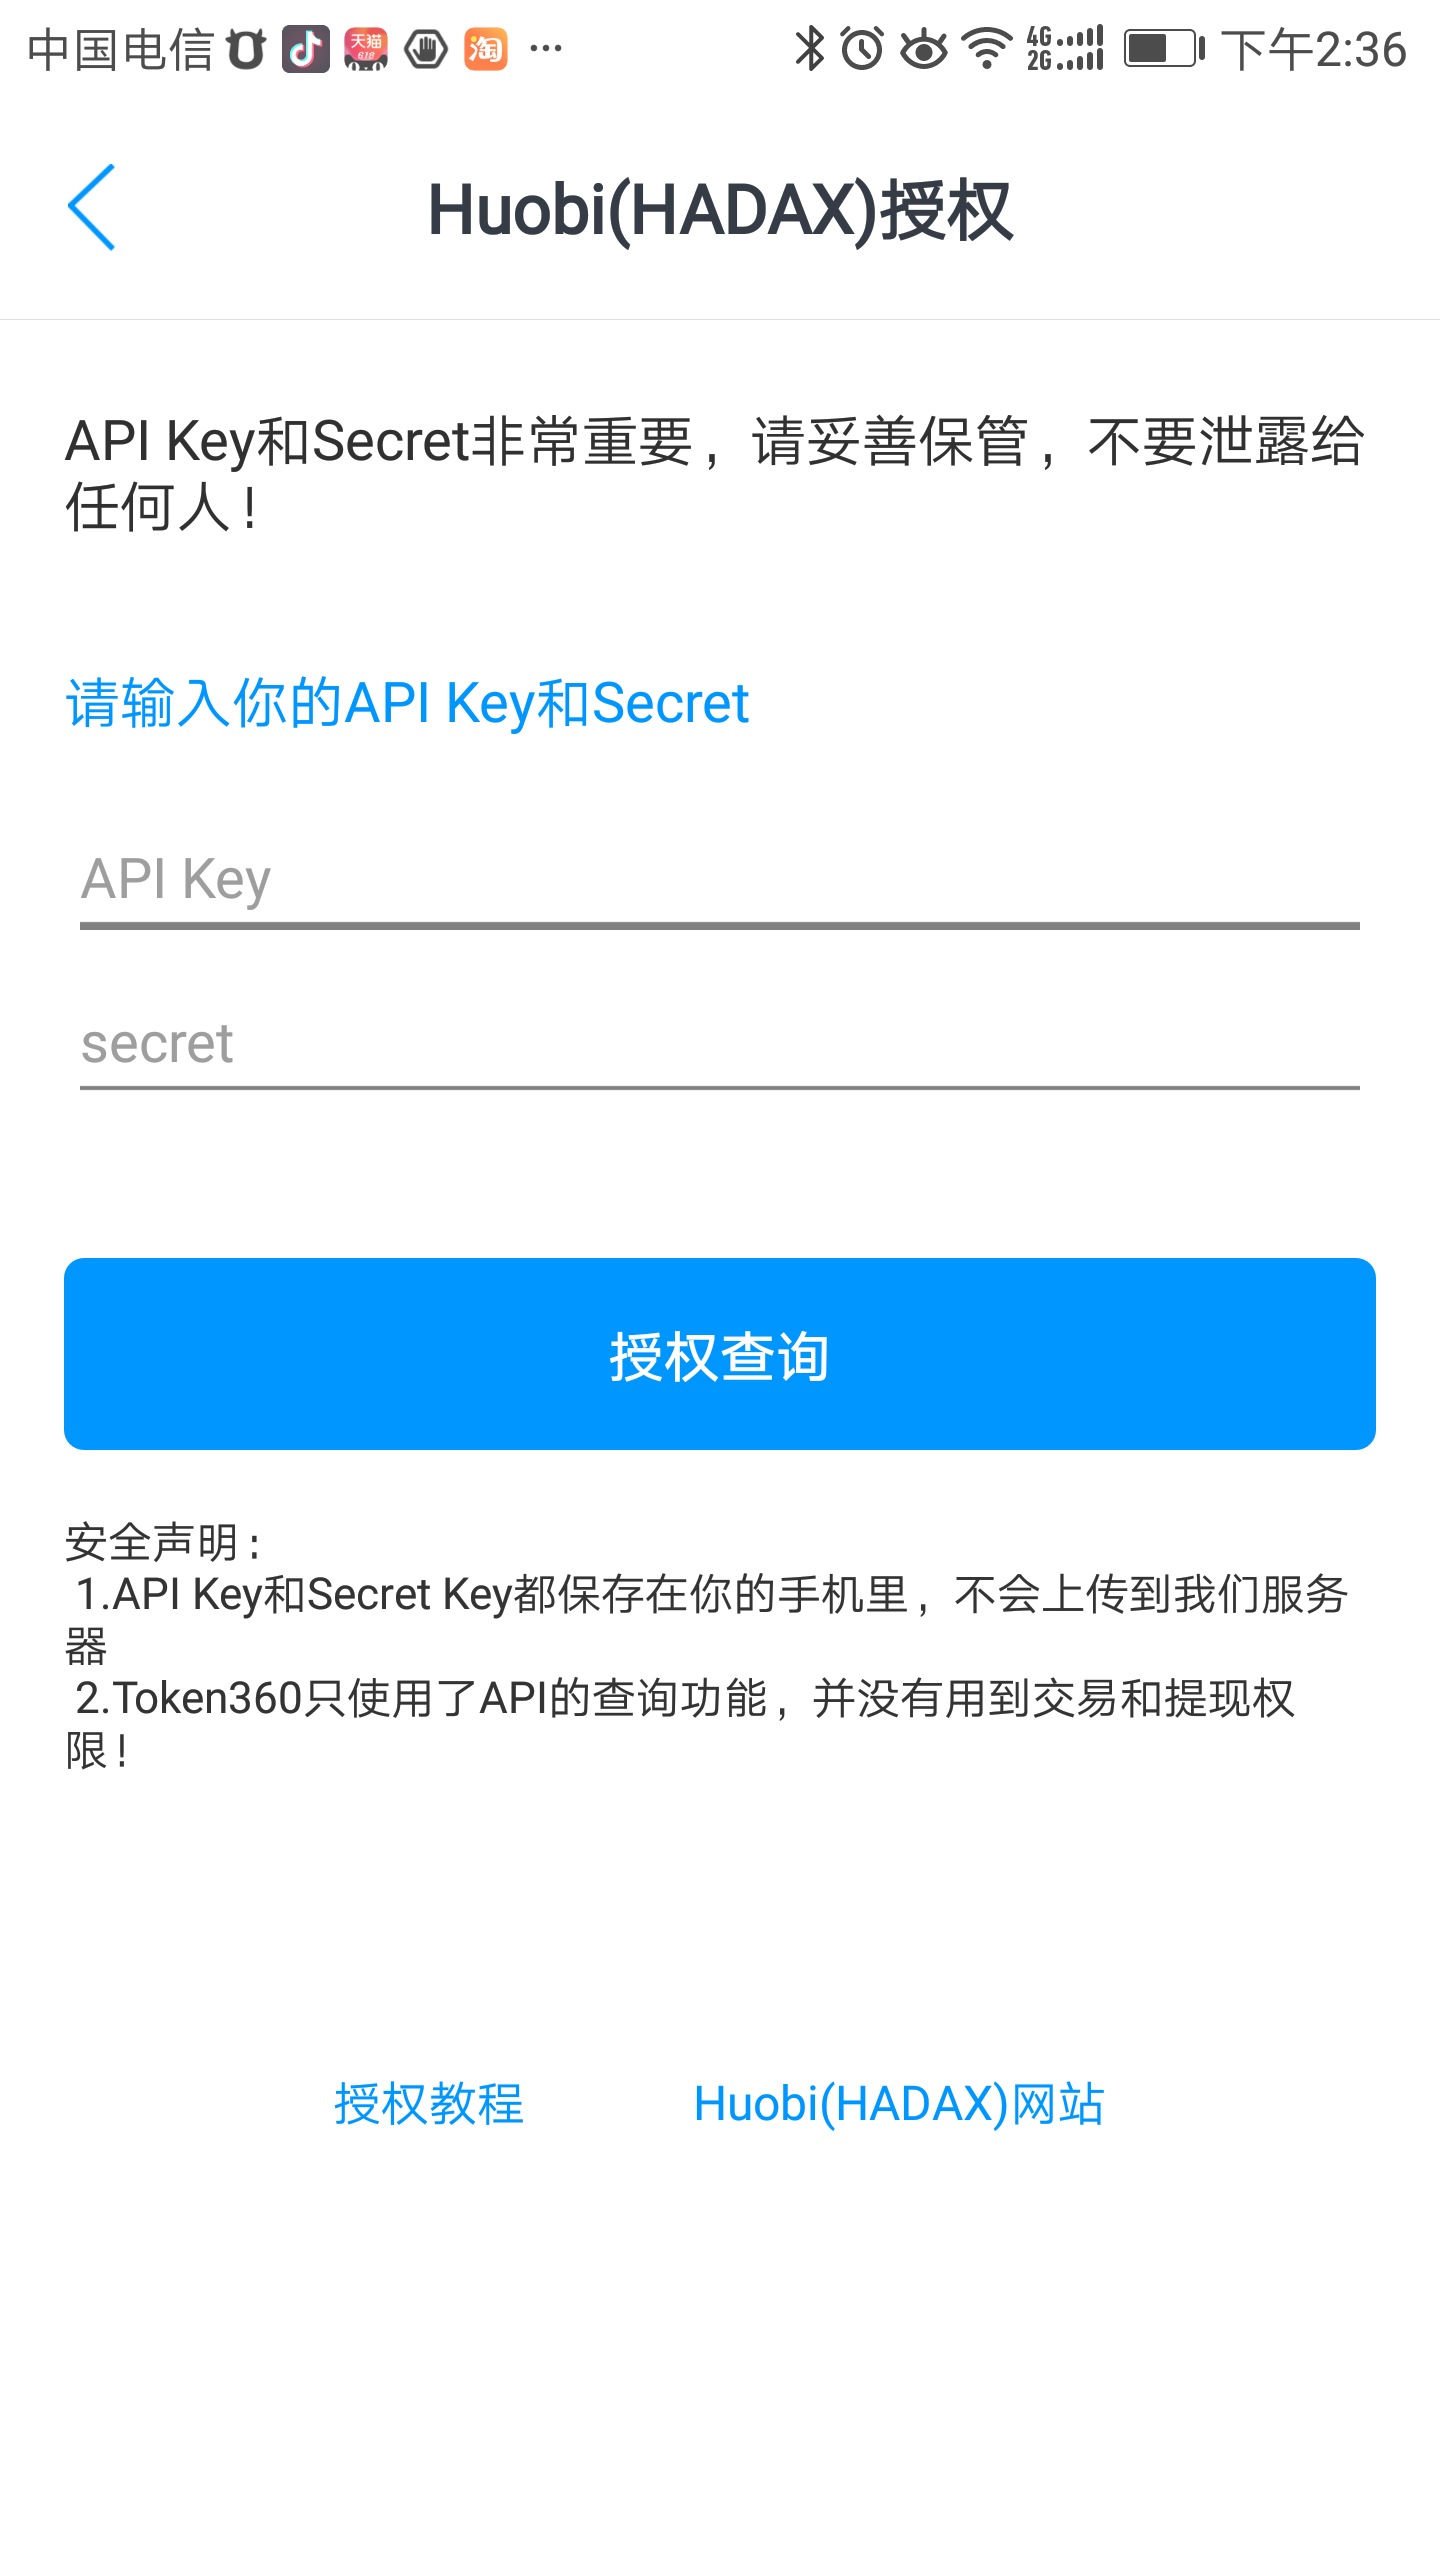 中国电信 天猫 618 淘 ··· 4G 2G 下午2:36
Huobi(HADAX)授权
API Key和Secret非常重要，请妥善保管，不要泄露给
任何人！
请输入你的API Key和Secret
API Key
secret
授权查询
安全声明：
1.API Key和Secret Key都保存在你的手机里，不会上传到我们服务
器
2.Token360只使用了API的查询功能，并没有用到交易和提现权
限！
授权教程 Huobi(HADAX)网站